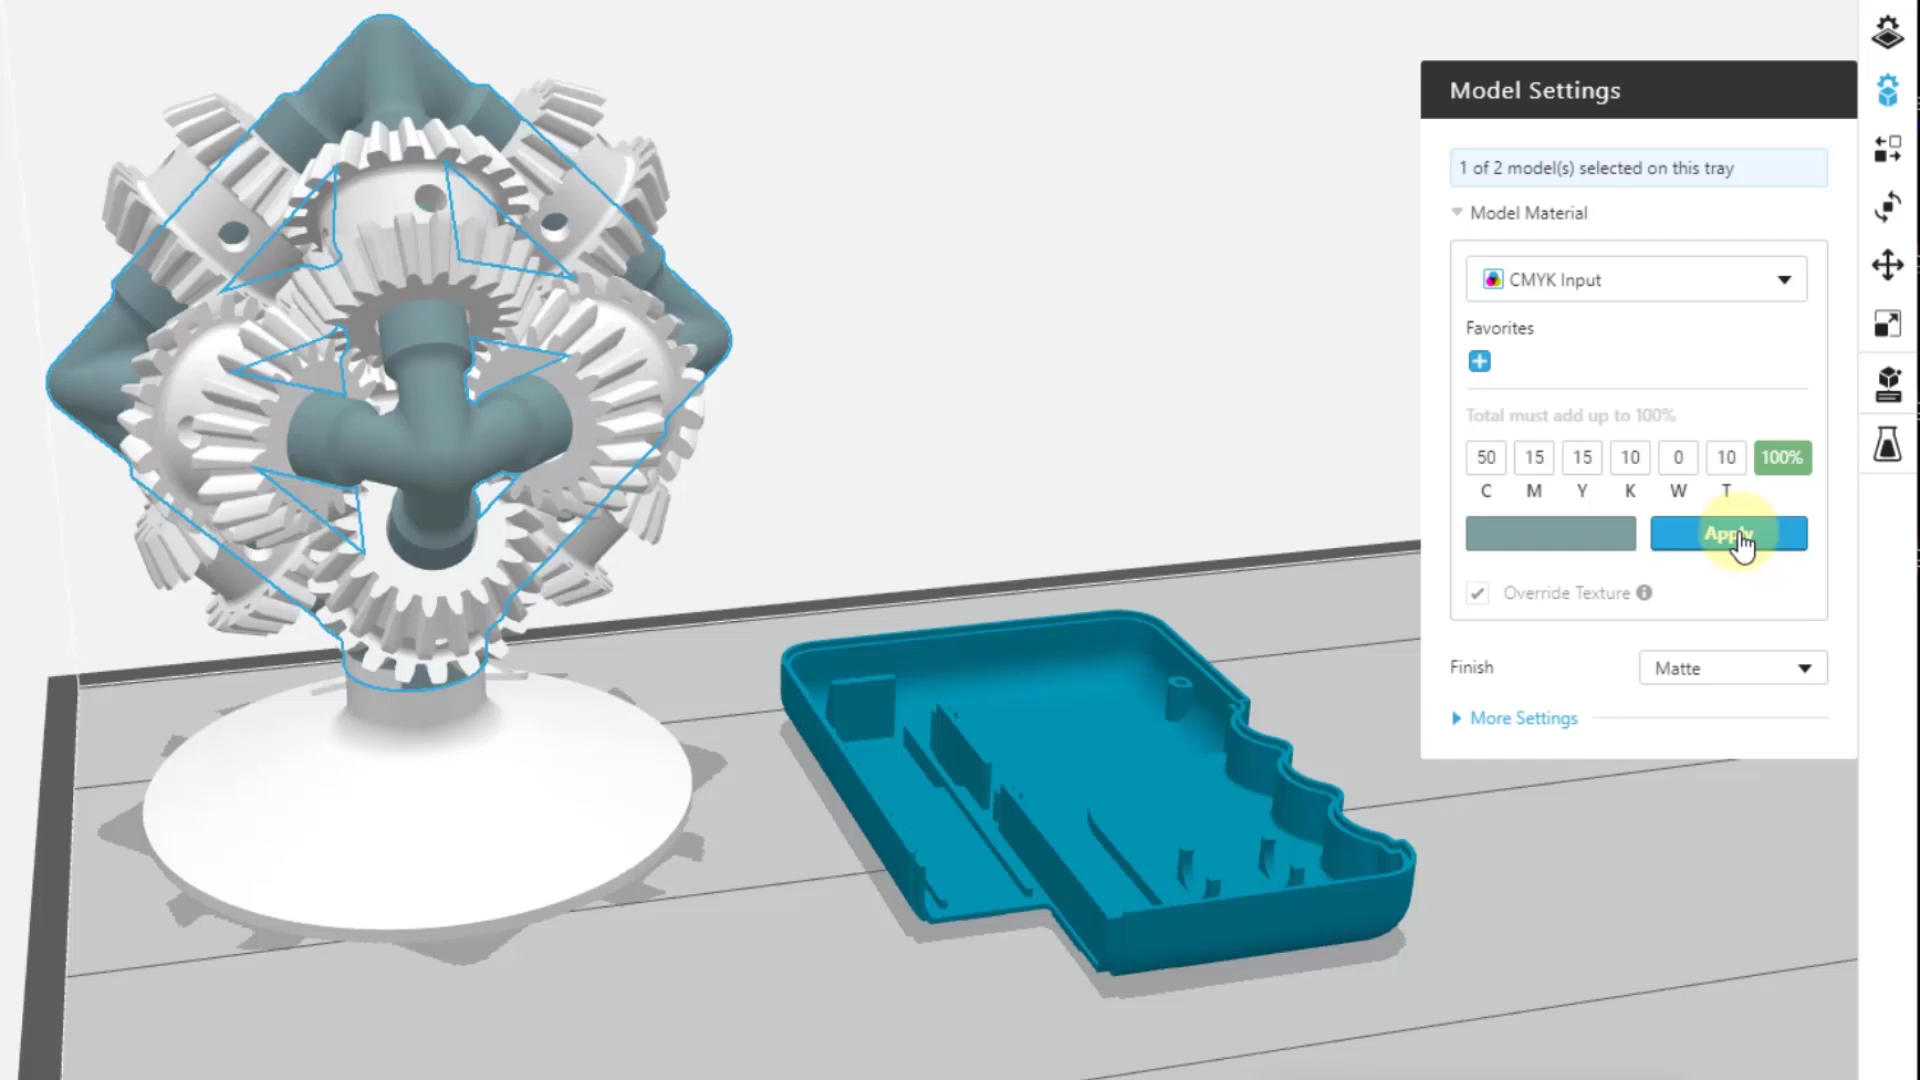 Model Settings
1 of 2 model(s) selected on this tray
Model Material
CMYK Input
Favorites
Total must add up to 100%
50 15 15 10 0 10 100%
C M Y K W T
Apply
Override Texture
Finish Matte
More Settings